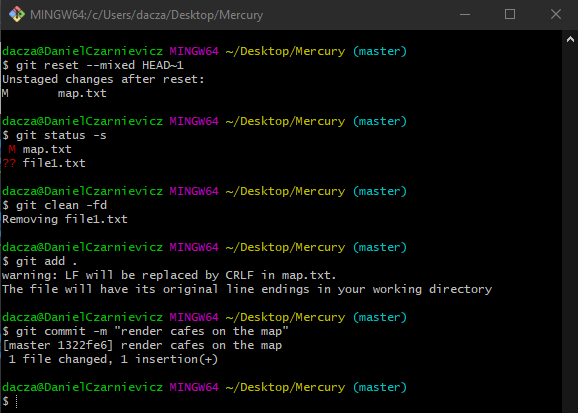 MINGW64:/c/Users/dacza/Desktop/Mercury
dacza@DanielCzarnievicz MINGW64 ~/Desktop/Mercury (master)
$ git reset --mixed HEAD~1
Unstaged changes after reset:
M       map.txt
dacza@DanielCzarnievicz MINGW64 ~/Desktop/Mercury (master)
$ git status -s
 M map.txt
?? file1.txt
dacza@DanielCzarnievicz MINGW64 ~/Desktop/Mercury (master)
$ git clean -fd
Removing file1.txt
dacza@DanielCzarnievicz MINGW64 ~/Desktop/Mercury (master)
$ git add .
warning: LF will be replaced by CRLF in map.txt.
The file will have its original line endings in your working directory
dacza@DanielCzarnievicz MINGW64 ~/Desktop/Mercury (master)
$ git commit -m "render cafes on the map"
[master 1322fe6] render cafes on the map
 1 file changed, 1 insertion(+)
dacza@DanielCzarnievicz MINGW64 ~/Desktop/Mercury (master)
$